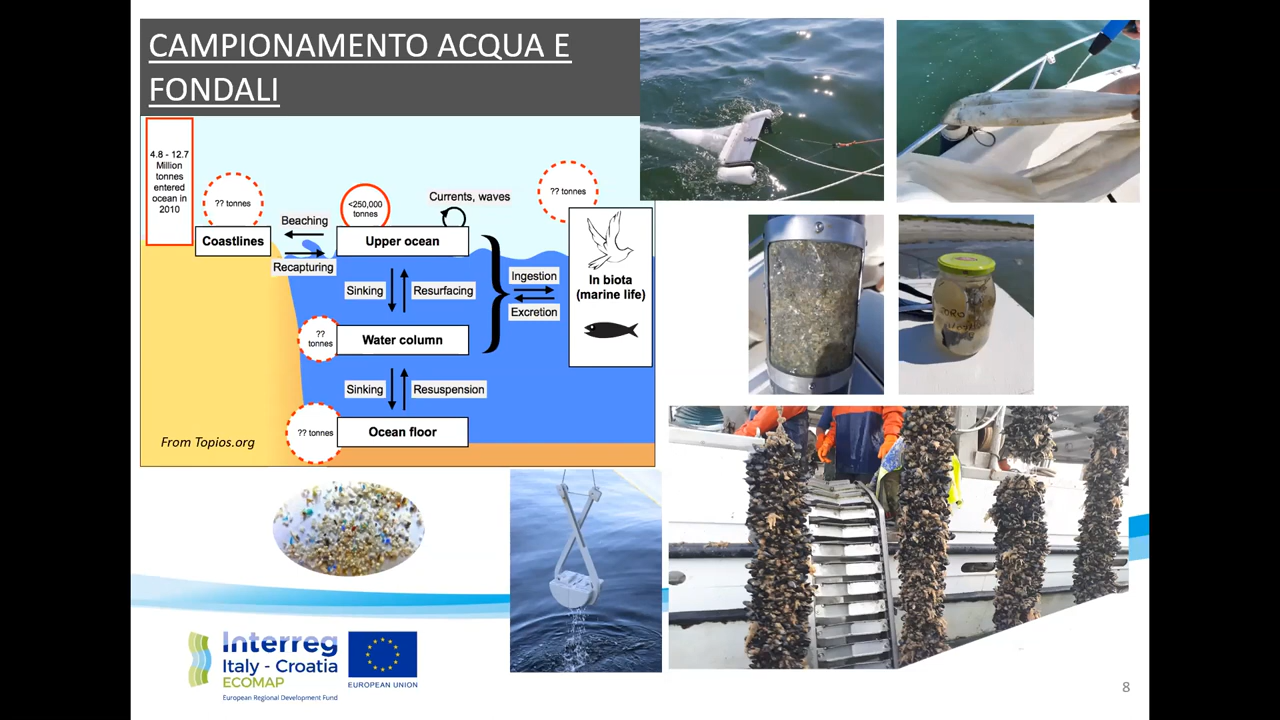 CAMPIONAMENTO ACQUA E
FONDALI
4.8 - 12.7
Million
tonnes
entered
ocean in
2010
?? tonnes
<250,000
tonnes
Currents, waves
?? tonnes
Beaching
Coastlines
Upper ocean
Recapturing
Ingestion
In biota
(marine life)
Sinking
Resurfacing
Excretion
??
tonnes
Water column
Sinking
Resuspension
?? tonnes
Ocean floor
From Topios.org
Interreg
Italy - Croatia
ECOMAP
European Regional Development Fund
EUROPEAN UNION
8